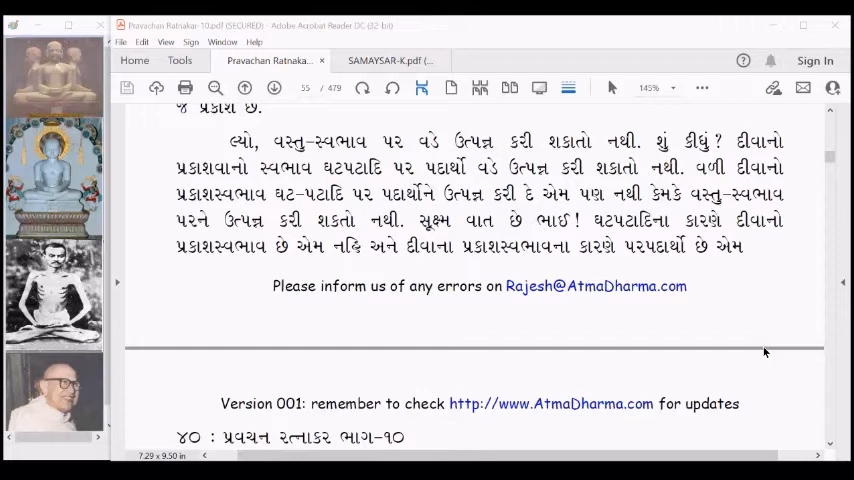 Pravachan Ratnakar-10.pdf (SECURED) - Adobe Acrobat Reader DC (32-bit)
File Edit View Sign Window Help
Home Tools Pravachan Ratnaka... × SAMAYSAR-K.pdf (... Sign In
55 / 479 145%
જ પ્રકાશ છે.
લ્યો, વસ્તુ-સ્વભાવ પર વડે ઉત્પન્ન કરી શકાતો નથી. શું કીધું? દીવાનો
પ્રકાશવાનો સ્વભાવ ઘટપટાદિ પર પદાર્થો વડે ઉત્પન્ન કરી શકાતો નથી. વળી દીવાનો
પ્રકાશસ્વભાવ ઘટ-પટાદિ પર પદાર્થોને ઉત્પન્ન કરી દે એમ પણ નથી કેમકે વસ્તુ-સ્વભાવ
પરને ઉત્પન્ન કરી શકતો નથી. સૂક્ષ્મ વાત છે ભાઈ! ઘટપટાદિના કારણે દીવાનો
પ્રકાશસ્વભાવ છે એમ નહિ અને દીવાના પ્રકાશસ્વભાવના કારણે પરપદાર્થો છે એમ
Please inform us of any errors on Rajesh@AtmaDharma.com
Version 001: remember to check http://www.AtmaDharma.com for updates
૪૦ : પ્રવચન રત્નાકર ભાગ-૧૦
7.29 x 9.50 in